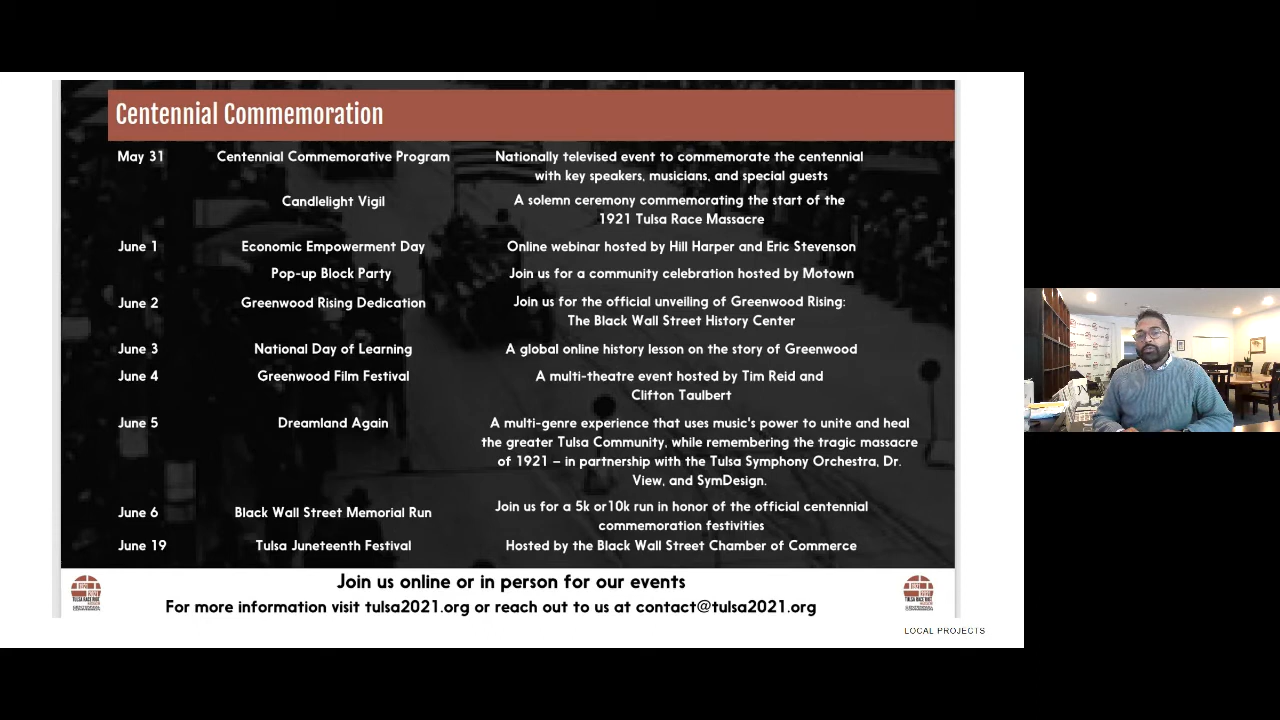 Centennial Commemoration
May 31 Centennial Commemorative Program Nationally televised event to commemorate the centennial
with key speakers, musicians, and special guests
Candlelight Vigil A solemn ceremony commemorating the start of the
1921 Tulsa Race Massacre
June 1 Economic Empowerment Day Online webinar hosted by Hill Harper and Eric Stevenson
Pop-up Block Party Join us for a community celebration hosted by Motown
June 2 Greenwood Rising Dedication Join us for the official unveiling of Greenwood Rising:
The Black Wall Street History Center
June 3 National Day of Learning A global online history lesson on the story of Greenwood
June 4 Greenwood Film Festival A multi-theatre event hosted by Tim Reid and
Clifton Taulbert
June 5 Dreamland Again A multi-genre experience that uses music's power to unite and heal
the greater Tulsa Community, while remembering the tragic massacre
of 1921 – in partnership with the Tulsa Symphony Orchestra, Dr.
View, and SymDesign.
June 6 Black Wall Street Memorial Run Join us for a 5k or10k run in honor of the official centennial
commemoration festivities
June 19 Tulsa Juneteenth Festival Hosted by the Black Wall Street Chamber of Commerce
Join us online or in person for our events
For more information visit tulsa2021.org or reach out to us at contact@tulsa2021.org
LOCAL PROJECTS